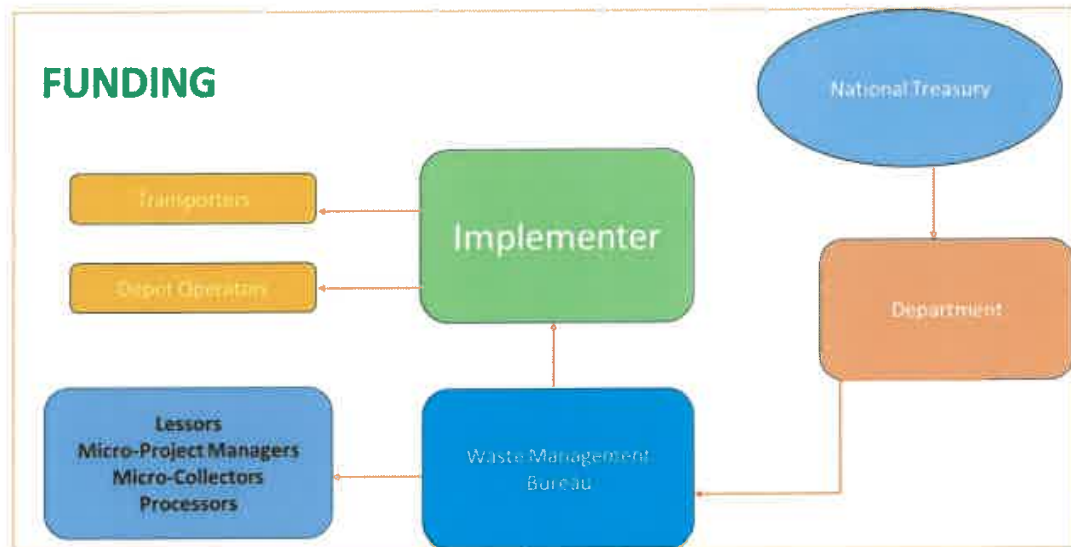 FUNDING
National Treasury
Transporters
Implementer
Depot Operators
Department
Lessors
Micro-Project Managers
Micro-Collectors
Processors
Waste Management
Bureau